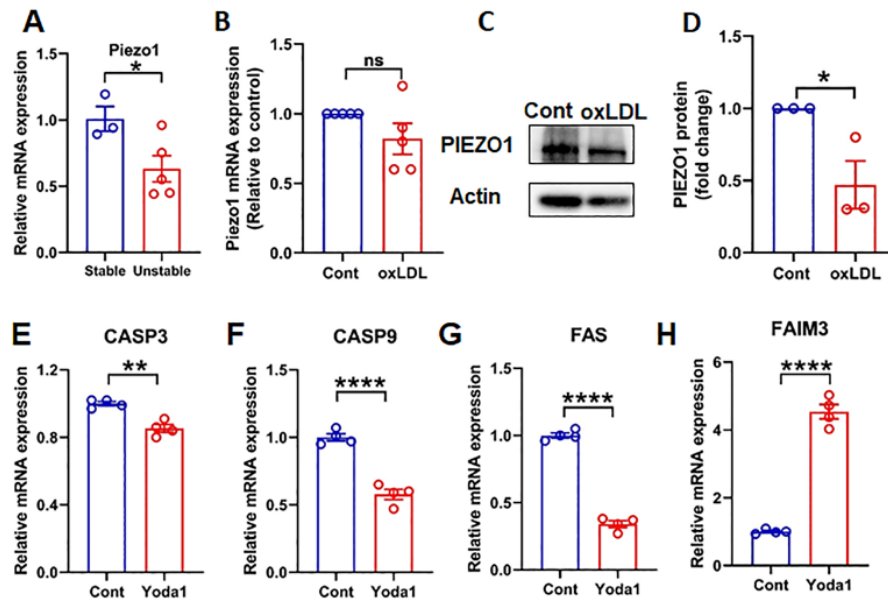 A
Piezo1
*
Relative mRNA expression
1.5
1.0
0.5
0.0
Stable
Unstable
B
ns
Piezo1 mRNA expression
(Relative to control)
1.5
1.0
0.5
0.0
Cont
oxLDL
C
Cont oxLDL
PIEZO1
Actin
D
*
PIEZO1 protein
(fold change)
1.5
1.0
0.5
0.0
Cont
oxLDL
E
CASP3
**
Relative mRNA expression
1.2
1.0
0.8
0.0
Cont
Yoda1
F
CASP9
****
Relative mRNA expression
1.5
1.0
0.5
0.0
Cont
Yoda1
G
FAS
****
Relative mRNA expression
1.5
1.0
0.5
0.0
Cont
Yoda1
H
FAIM3
****
Relative mRNA expression
6
4
2
0
Cont
Yoda1